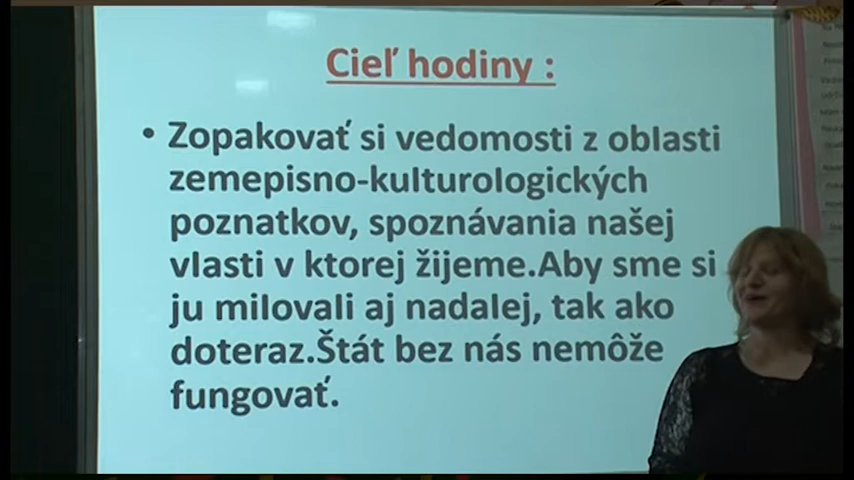 Cieľ hodiny :
• Zopakovať si vedomosti z oblasti
zemepisno-kulturologických
poznatkov, spoznávania našej
vlasti v ktorej žijeme.Aby sme si
ju milovali aj nadalej, tak ako
doteraz.Štát bez nás nemôže
fungovať.